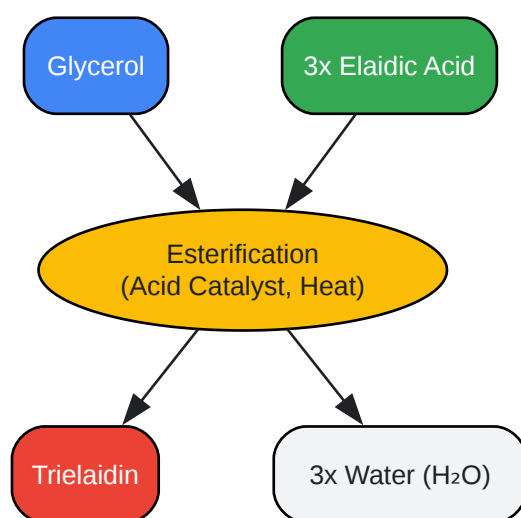 Glycerol
3x Elaidic Acid
Esterification
(Acid Catalyst, Heat)
Trielaidin
3x Water (H₂O)